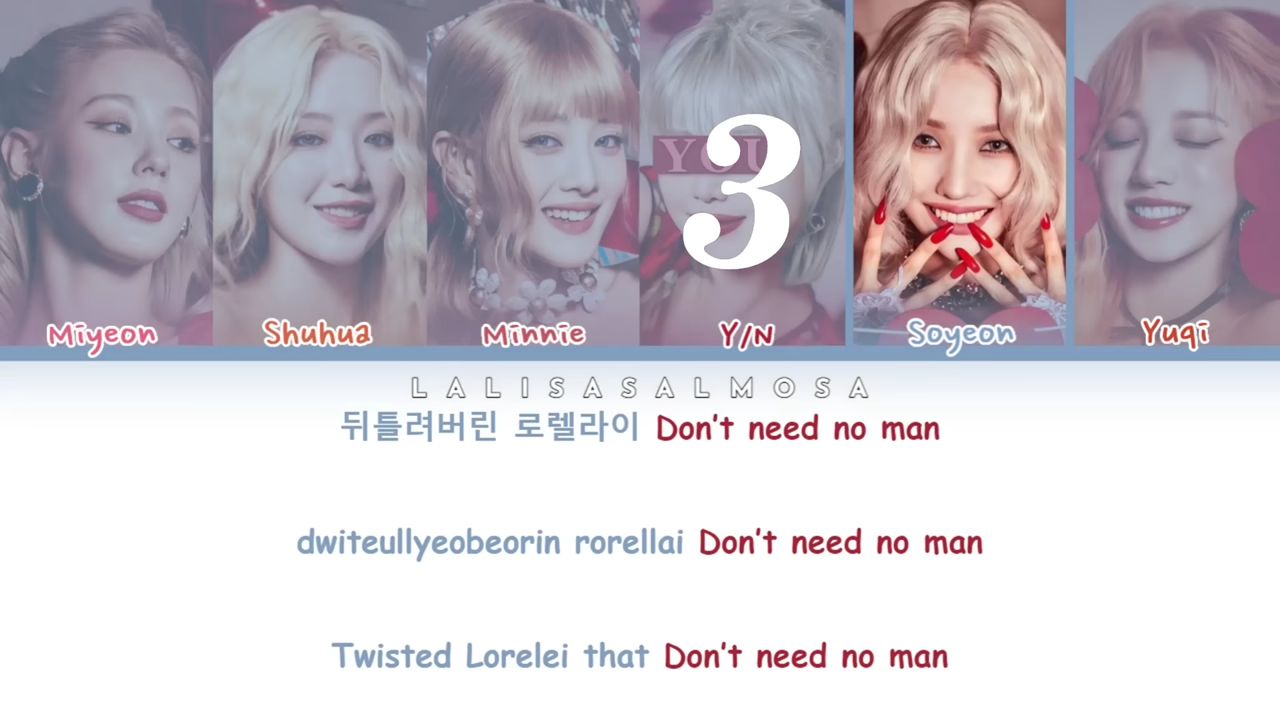 YOU
3
Miyeon Shuhua Minnie Y/N Soyeon Yuqi
LALISASALMOSA
뒤틀려버린 로렐라이 Don't need no man
dwiteullyeobeorin rorellai Don't need no man
Twisted Lorelei that Don't need no man